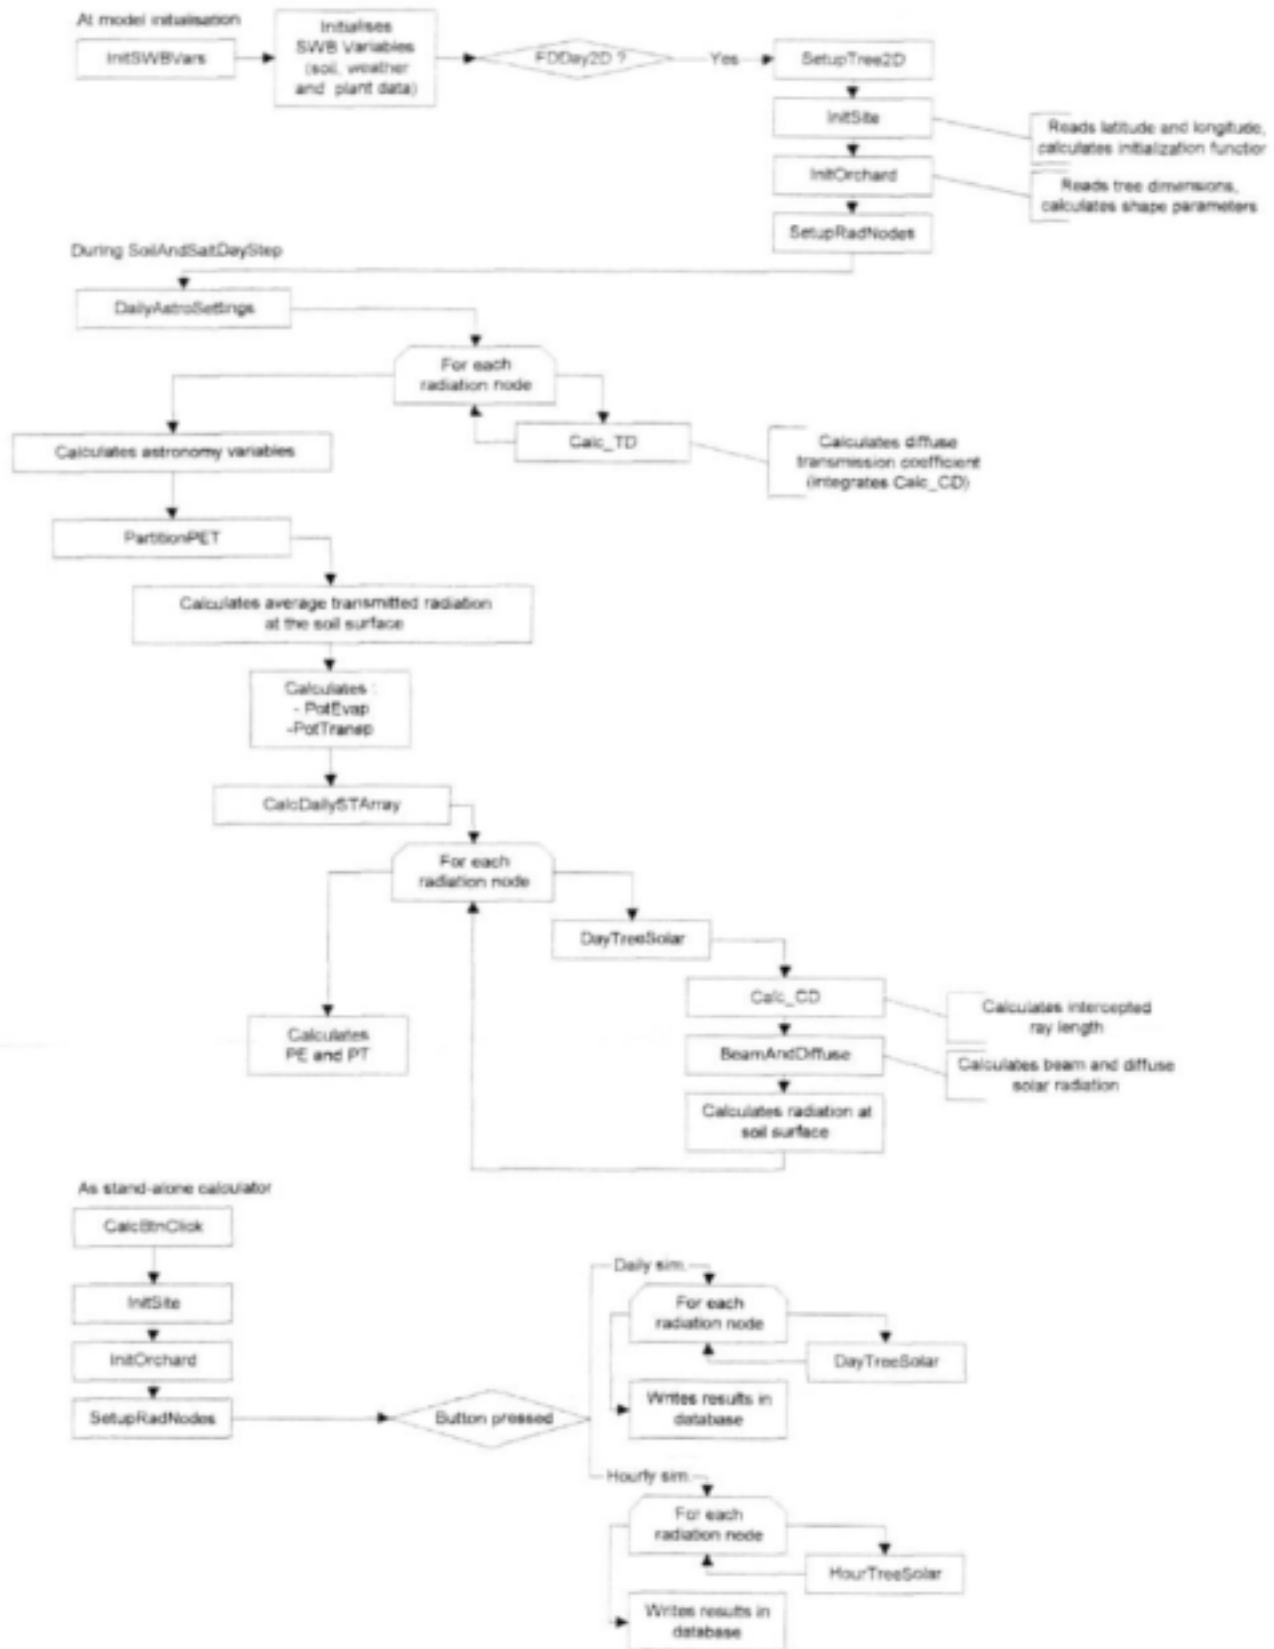 At model initialisation
InitSWBVars
Initialises
SWB Variables
(soil, weather
and plant data)
FDDay2D ?
Yes
SetupTree2D
InitSite
Reads latitude and longitude,
calculates initialization functior
InitOrchard
Reads tree dimensions,
calculates shape parameters
SetupRadNodes
During SoilAndSaltDayStep
DailyAstroSettings
For each
radiation node
Calc_TD
Calculates diffuse
transmission coefficient
(integrates Calc_CD)
Calculates astronomy variables
PartitionPET
Calculates average transmitted radiation
at the soil surface
Calculates :
- PotEvap
-PotTransp
CalcDailySTArray
For each
radiation node
DayTreeSolar
Calc_CD
Calculates intercepted
ray length
Calculates
PE and PT
BeamAndDiffuse
Calculates beam and diffuse
solar radiation
Calculates radiation at
soil surface
As stand-alone calculator
CalcBtnClick
InitSite
InitOrchard
SetupRadNodes
Button pressed
Daily sim.
For each
radiation node
DayTreeSolar
Writes results in
database
Hourly sim.
For each
radiation node
HourTreeSolar
Writes results in
database